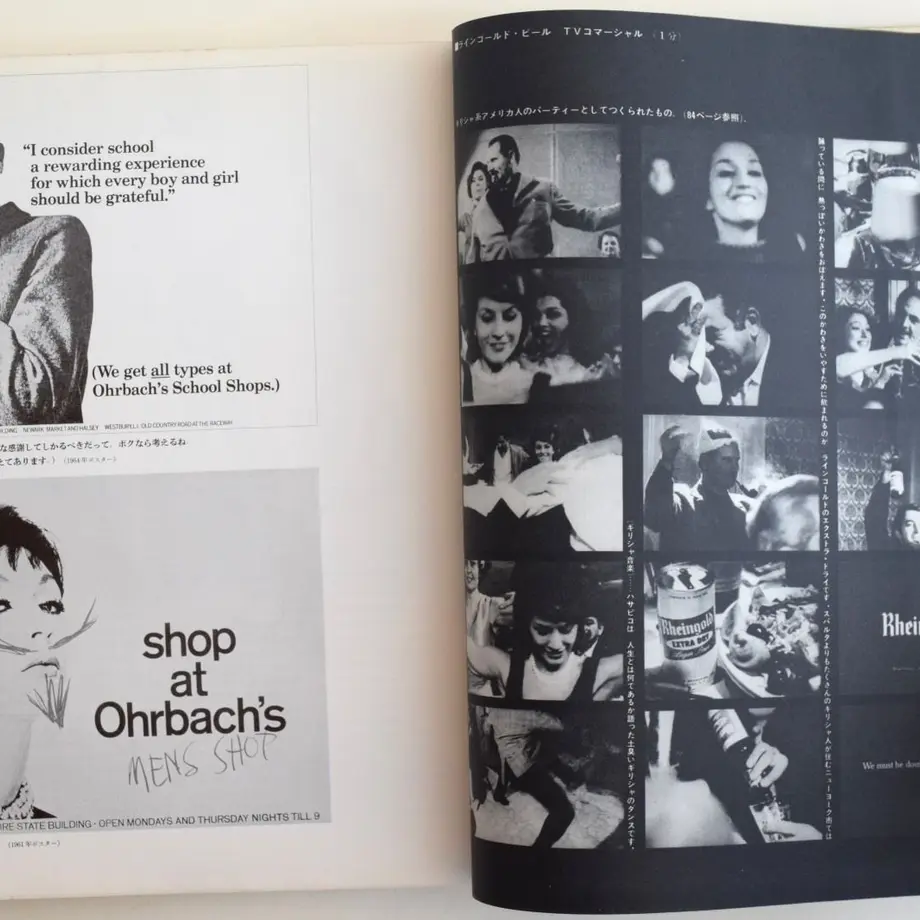 “I consider school
a rewarding experience
for which every boy and girl
should be grateful.”
(We get all types at
Ohrbach’s School Shops.)
NEWARK MARKET AND HALSEY WESTBURY, L.I. OLD COUNTRY ROAD AT THE RACEWAY
な感謝してしかるべきだって、ボクなら考えるね
てあります。）（1964年ポスター）
shop
at
Ohrbach’s
MENS SHOP
STATE BUILDING · OPEN MONDAYS AND THURSDAY NIGHTS TILL 9
（1961年ポスター）
ラインゴールド・ビール TVコマーシャル （1分）
ギリシャ系アメリカ人のパーティーとしてつくられたもの。（84ページ参照）。
踊っている間に 熱っぽいかわきをおぼえます。このかわきをいやすために飲まれるのが ラインゴールドのエクストラ・ドライです。スパルタよりもたくさんのギリシャ人が住むニューヨーク市では
（ギリシャ音楽……ハサピコは 人生とは何であるか語った土臭いギリシャのダンスです。
Rheingold
EXTRA DRY
Lager Beer
Rhein
We must be doin